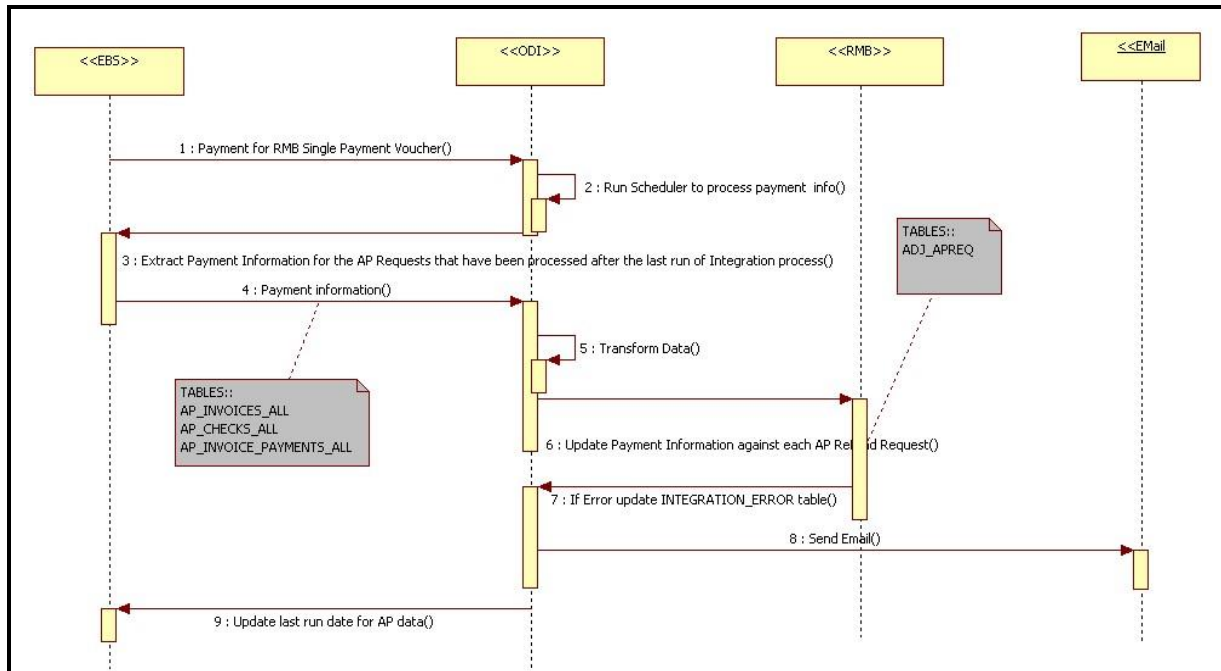 <<EBS>>
<<ODI>>
<<RMB>>
<<EMail>>
1 : Payment for RMB Single Payment Voucher()
2 : Run Scheduler to process payment info()
TABLES::
ADJ_APREQ
3 : Extract Payment Information for the AP Requests that have been processed after the last run of Integration process()
4 : Payment information()
5 : Transform Data()
TABLES::
AP_INVOICES_ALL
AP_CHECKS_ALL
AP_INVOICE_PAYMENTS_ALL
6 : Update Payment Information against each AP Request()
7 : If Error update INTEGRATION_ERROR table()
8 : Send Email()
9 : Update last run date for AP data()